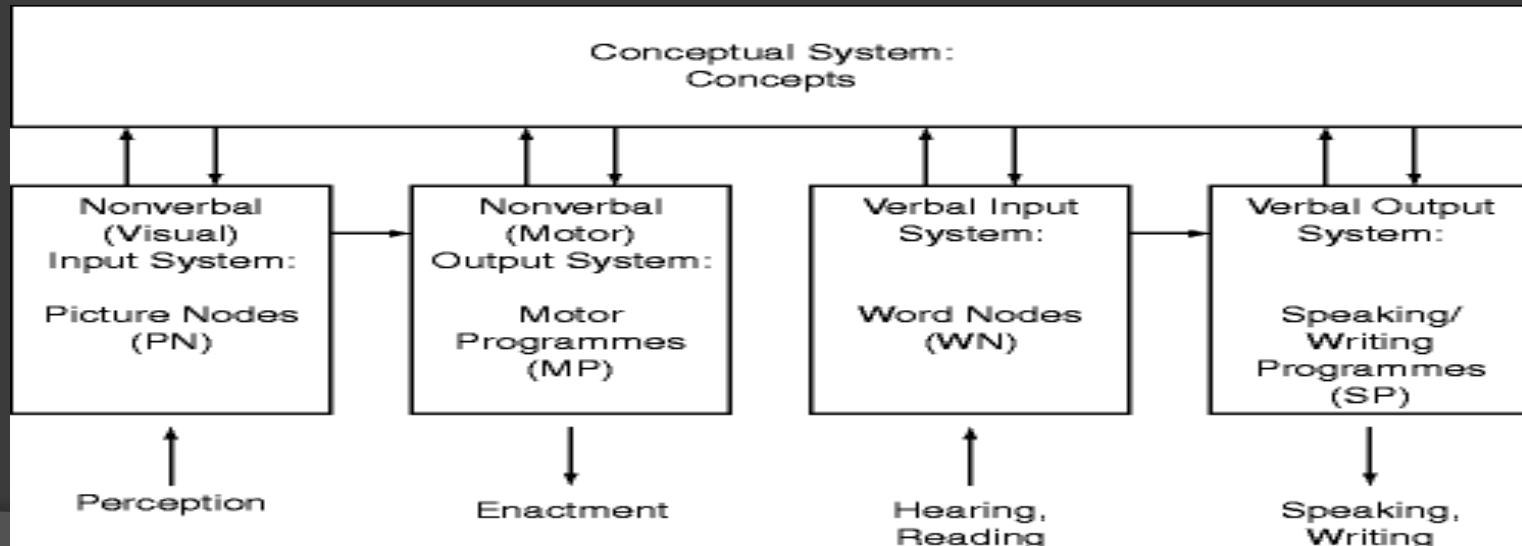 Conceptual System:
Concepts
Nonverbal
(Visual)
Input System:
Picture Nodes
(PN)
Nonverbal
(Motor)
Output System:
Motor
Programmes
(MP)
Verbal Input
System:
Word Nodes
(WN)
Verbal Output
System:
Speaking/
Writing
Programmes
(SP)
Perception
Enactment
Hearing,
Reading
Speaking,
Writing